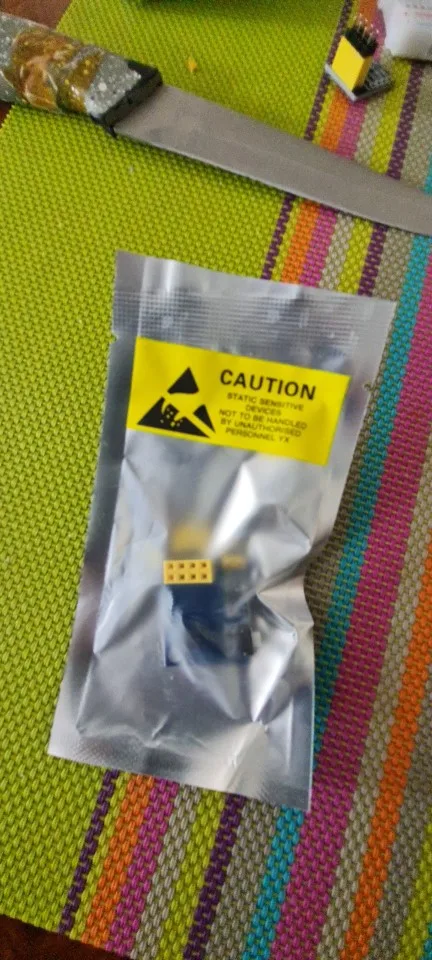 CAUTION
STATIC SENSITIVE
DEVICES
NOT TO BE HANDLED
BY UNAUTHORISED
PERSONNEL YX